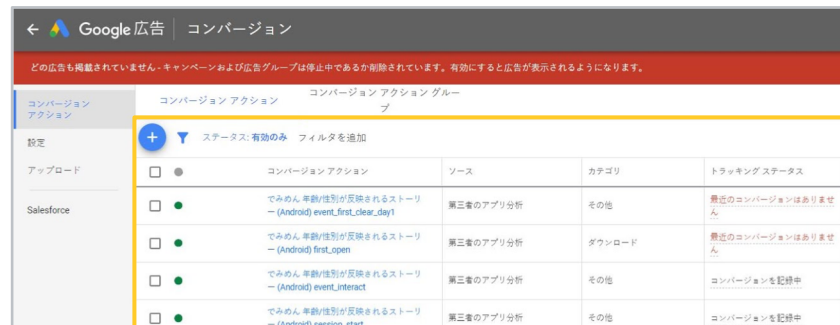 ← Google 広告 コンバージョン
どの広告も掲載されていません - キャンペーンおよび広告グループは停止中であるか削除されています。有効にすると広告が表示されるようになります。
コンバージョン
アクション
設定
アップロード
Salesforce
コンバージョン アクション
コンバージョン アクション グルー
プ
ステータス: 有効のみ フィルタを追加
コンバージョン アクション ソース カテゴリ トラッキング ステータス
でみめん 年齢/性別が反映されるストーリ
ー (Android) event_first_clear_day1
第三者のアプリ分析
その他
最近のコンバージョンはありませ
ん
でみめん 年齢/性別が反映されるストーリ
ー (Android) first_open
第三者のアプリ分析
ダウンロード
最近のコンバージョンはありませ
ん
でみめん 年齢/性別が反映されるストーリ
ー (Android) event_interact
第三者のアプリ分析
その他
コンバージョンを記録中
でみめん 年齢/性別が反映されるストーリ
ー (Android) session_start
第三者のアプリ分析
その他
コンバージョンを記録中